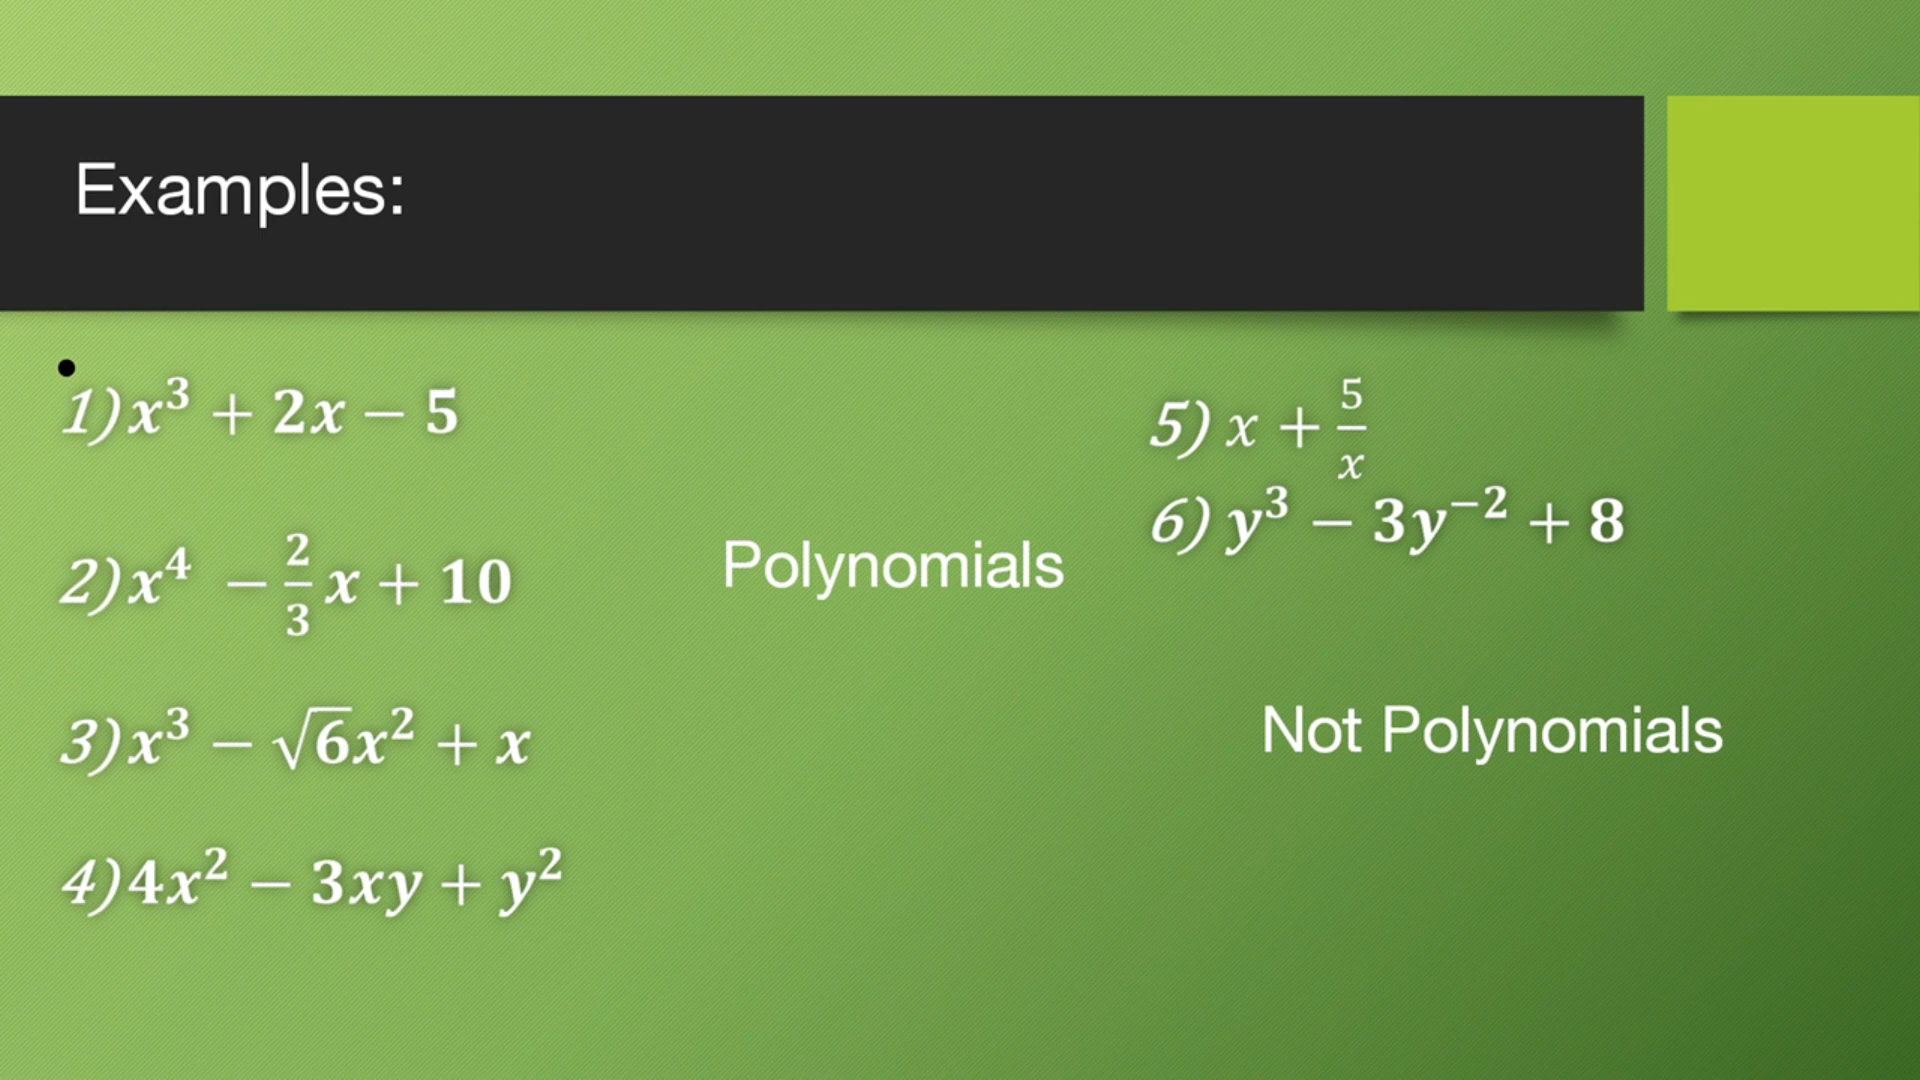 Examples:
1) x³ + 2x − 5
2) x⁴ − 2/3 x + 10
3) x³ − √6x² + x
4) 4x² − 3xy + y²
Polynomials
5) x + 5/x
6) y³ − 3y⁻² + 8
Not Polynomials